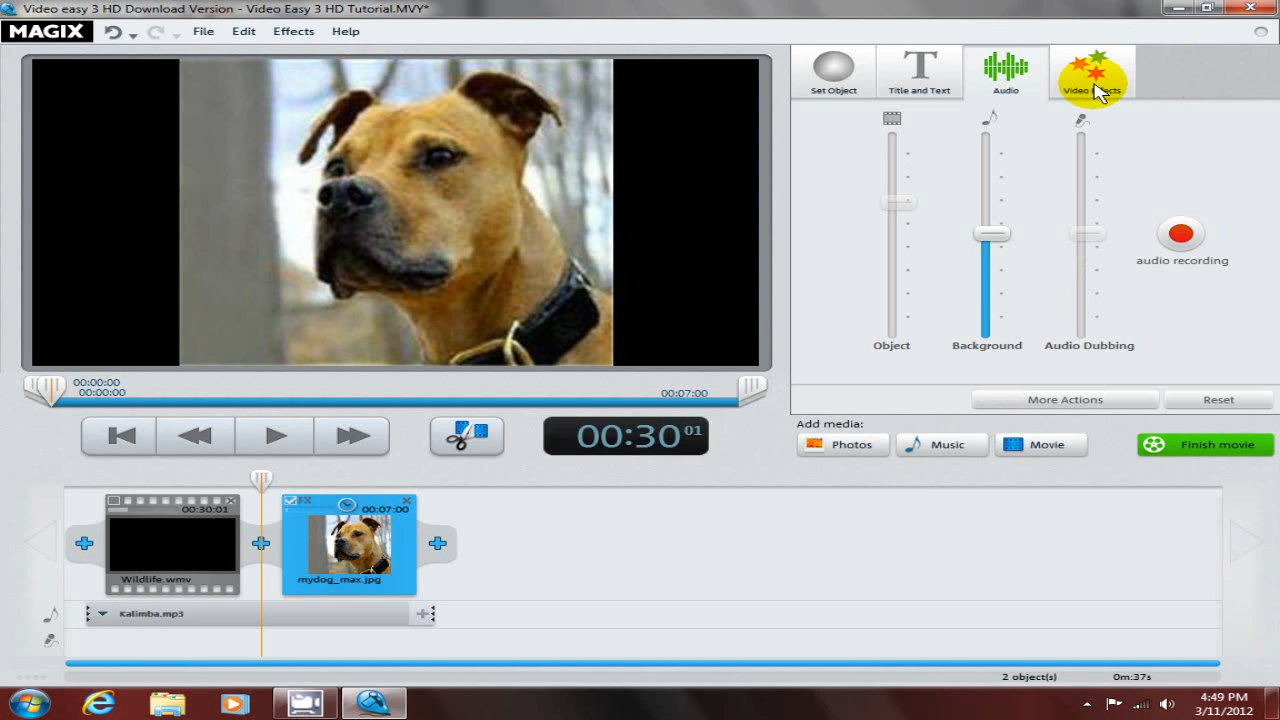 Video easy 3 HD Download Version - Video Easy 3 HD Tutorial.MVY*
MAGIX File Edit Effects Help
Set Object Title and Text Audio Video Effects
audio recording
Object Background Audio Dubbing
00:00:00
00:00:00 00:07:00
More Actions Reset
Add media:
00:30 01
Photos Music Movie Finish movie
FX
00:30:01 00:07:00
Wildlife.wmv mydog_max.jpg
Kalimba.mp3
2 object(s) 0m:37s
4:49 PM
3/11/2012